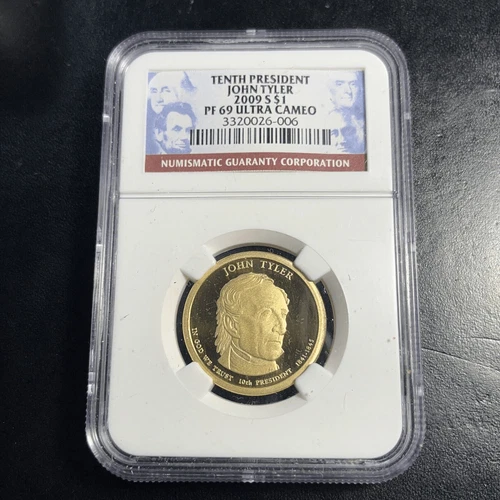 TENTH PRESIDENT
JOHN TYLER
2009 S $1
PF 69 ULTRA CAMEO
3320026-006
NUMISMATIC GUARANTY CORPORATION
JOHN TYLER
IN GOD WE TRUST 10th PRESIDENT 1841-1845